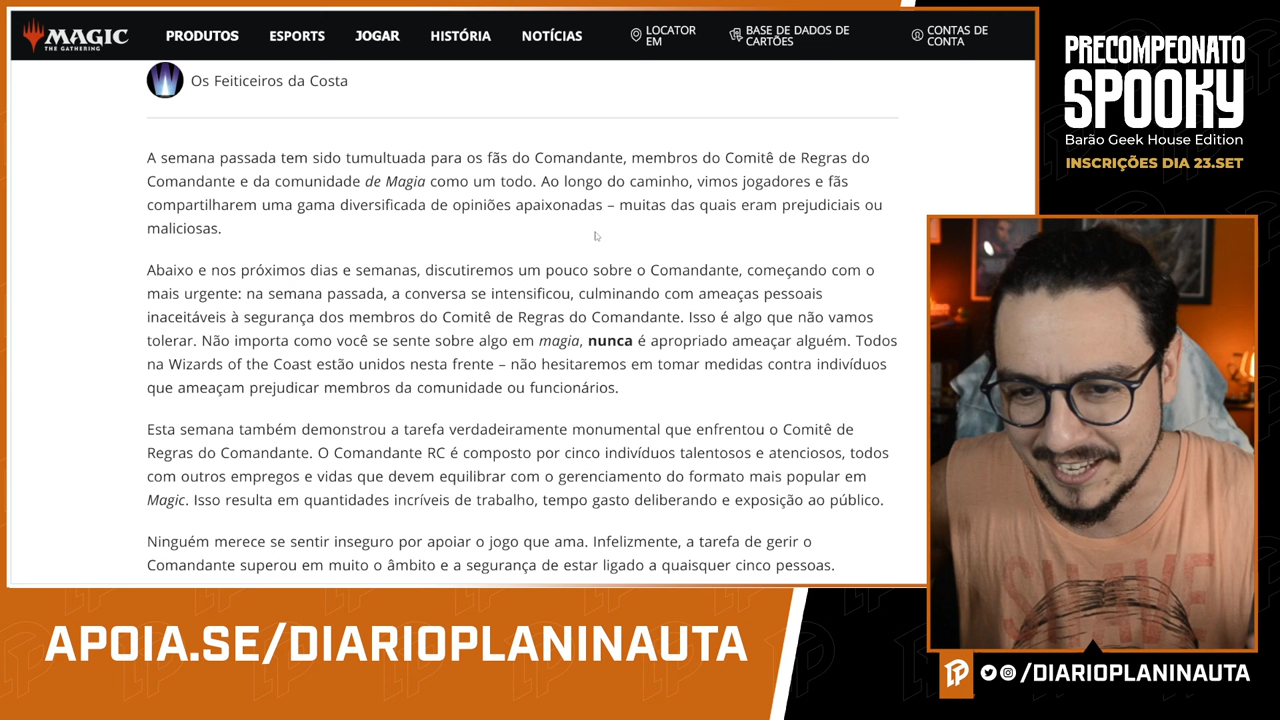 MAGIC
THE GATHERING
PRODUTOS
ESPORTS
JOGAR
HISTÓRIA
NOTÍCIAS
LOCATOR
EM
BASE DE DADOS DE
CARTÕES
CONTAS DE
CONTA
Os Feiticeiros da Costa
A semana passada tem sido tumultuada para os fãs do Comandante, membros do Comitê de Regras do
Comandante e da comunidade de Magia como um todo. Ao longo do caminho, vimos jogadores e fãs
compartilharem uma gama diversificada de opiniões apaixonadas – muitas das quais eram prejudiciais ou
maliciosas.
Abaixo e nos próximos dias e semanas, discutiremos um pouco sobre o Comandante, começando com o
mais urgente: na semana passada, a conversa se intensificou, culminando com ameaças pessoais
inaceitáveis à segurança dos membros do Comitê de Regras do Comandante. Isso é algo que não vamos
tolerar. Não importa como você se sente sobre algo em magia, nunca é apropriado ameaçar alguém. Todos
na Wizards of the Coast estão unidos nesta frente – não hesitaremos em tomar medidas contra indivíduos
que ameaçam prejudicar membros da comunidade ou funcionários.
Esta semana também demonstrou a tarefa verdadeiramente monumental que enfrentou o Comitê de
Regras do Comandante. O Comandante RC é composto por cinco indivíduos talentosos e atenciosos, todos
com outros empregos e vidas que devem equilibrar com o gerenciamento do formato mais popular em
Magic. Isso resulta em quantidades incríveis de trabalho, tempo gasto deliberando e exposição ao público.
Ninguém merece se sentir inseguro por apoiar o jogo que ama. Infelizmente, a tarefa de gerir o
Comandante superou em muito o âmbito e a segurança de estar ligado a quaisquer cinco pessoas.
PRECOMPEONATO
SPOOKY
Barão Geek House Edition
INSCRIÇÕES DIA 23.SET
APOIA.SE/DIARIOPLANINAUTA
/DIARIOPLANINAUTA